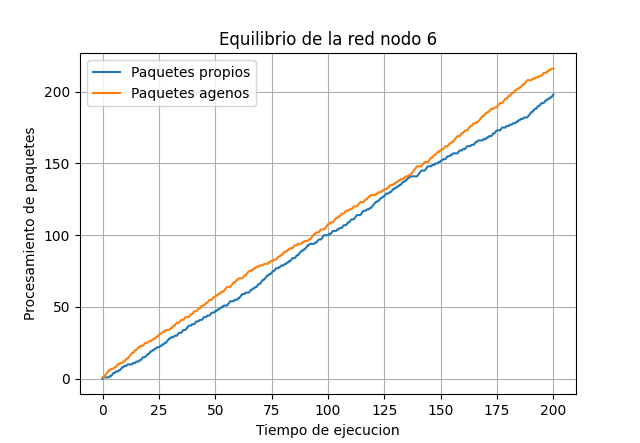 Equilibrio de la red nodo 6
Paquetes propios
Paquetes agenos
Procesamiento de paquetes
200
150
100
50
0
0 25 50 75 100 125 150 175 200
Tiempo de ejecucion